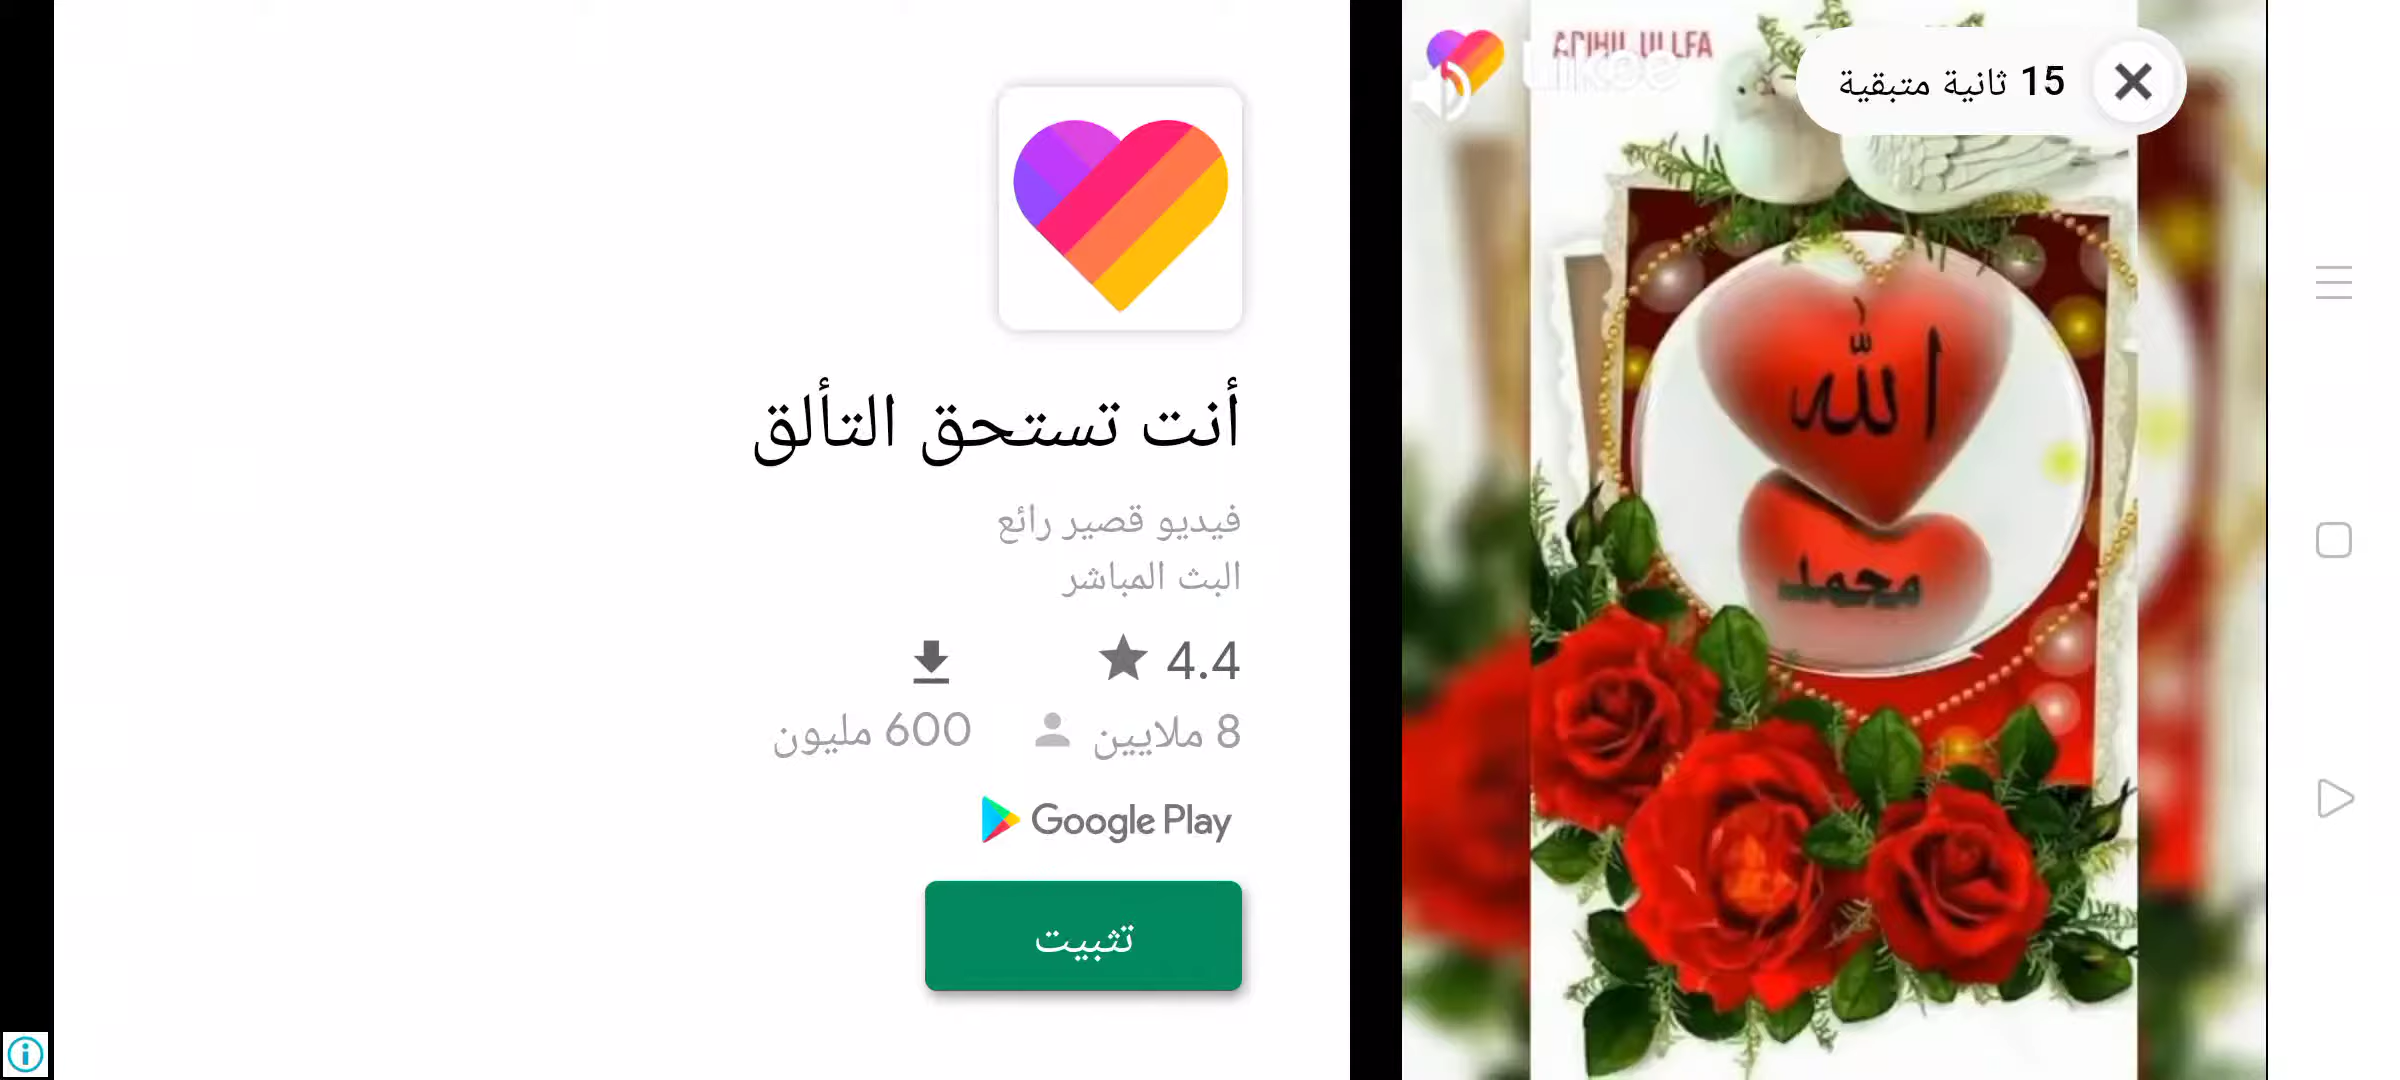 أنت تستحق التألق
فيديو قصير رائع
البث المباشر
4.4
8 ملايين
600 مليون
Google Play
تثبيت
15 ثانية متبقية
Likee
الله
محمد